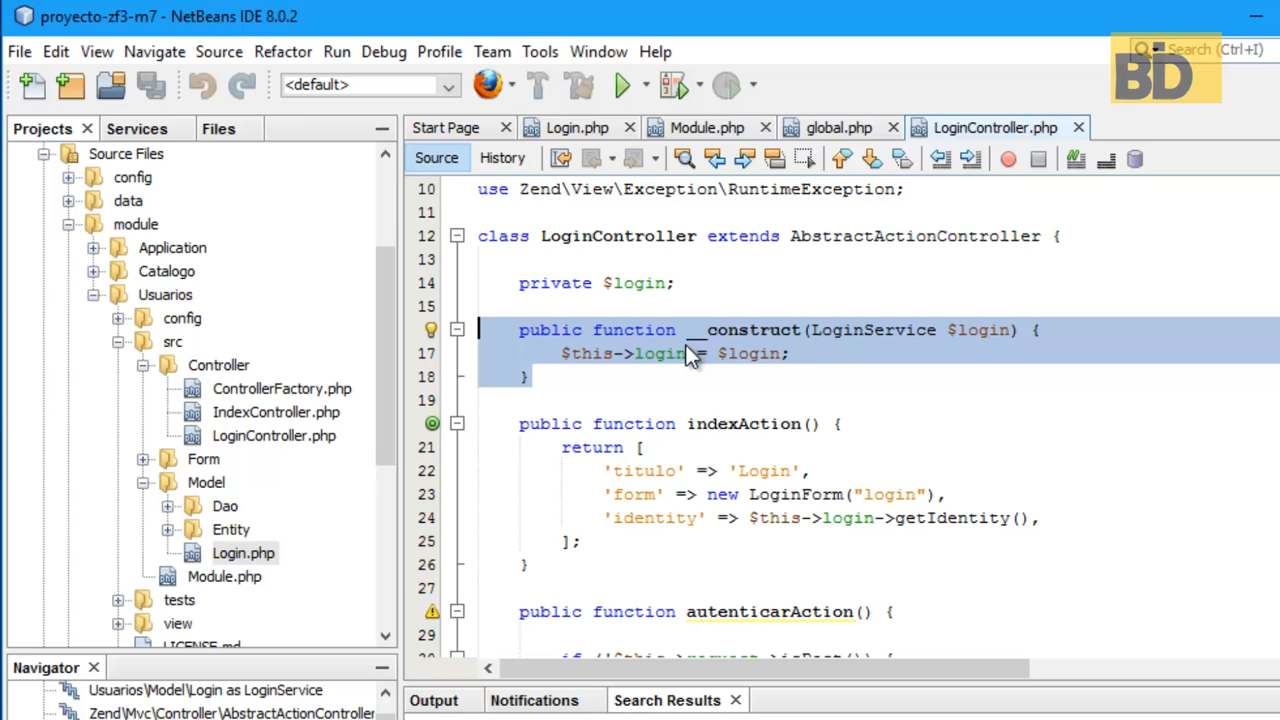 proyecto-zf3-m7 - NetBeans IDE 8.0.2
File Edit View Navigate Source Refactor Run Debug Profile Team Tools Window Help
Search (Ctrl+I)
BD
<default>
Projects Services Files
Start Page Login.php Module.php global.php LoginController.php
Source History
Source Files
config
data
module
Application
Catalogo
Usuarios
config
src
Controller
ControllerFactory.php
IndexController.php
LoginController.php
Form
Model
Dao
Entity
Login.php
Module.php
tests
view
LICENSE.md
10 use Zend\View\Exception\RuntimeException;
11
12 class LoginController extends AbstractActionController {
13
14 private $login;
15
public function __construct(LoginService $login) {
17 $this->login = $login;
18 }
19
public function indexAction() {
21 return [
22 'titulo' => 'Login',
23 'form' => new LoginForm("login"),
24 'identity' => $this->login->getIdentity(),
25 ];
26 }
27
public function autenticarAction() {
29
if (!$this->request->isPost()) {
Navigator
Usuarios\Model\Login as LoginService
Zend\Mvc\Controller\AbstractActionController
Output Notifications Search Results